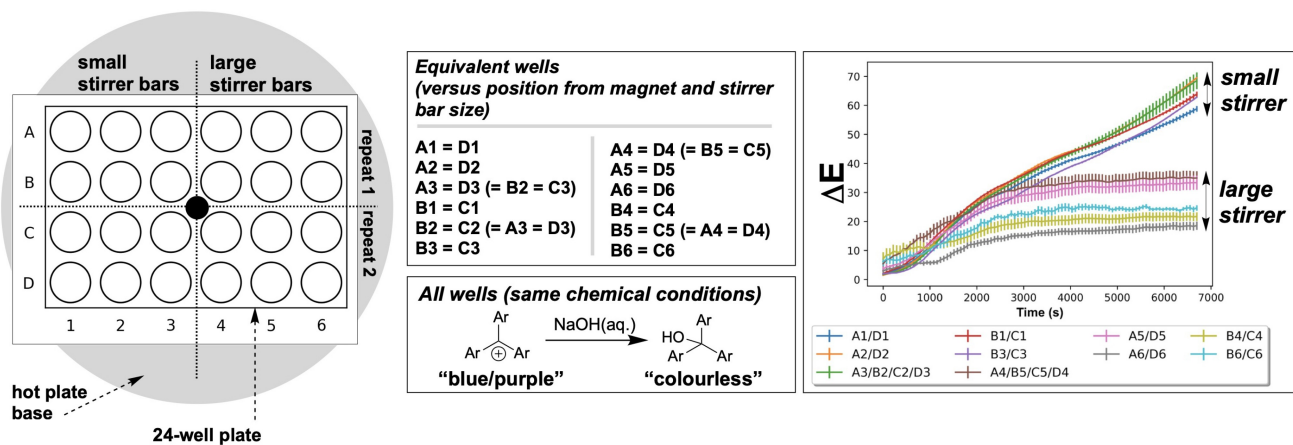 small
stirrer bars
large
stirrer bars
A
B
C
D
1 2 3 4 5 6
repeat 1
repeat 2
hot plate
base
24-well plate
Equivalent wells
(versus position from magnet and stirrer
bar size)
A1 = D1
A2 = D2
A3 = D3 (= B2 = C3)
B1 = C1
B2 = C2 (= A3 = D3)
B3 = C3
A4 = D4 (= B5 = C5)
A5 = D5
A6 = D6
B4 = C4
B5 = C5 (= A4 = D4)
B6 = C6
All wells (same chemical conditions)
Ar
Ar ⊕ Ar
NaOH(aq.)
Ar
HO
Ar Ar
“blue/purple”
“colourless”
ΔE
70
60
50
40
30
20
10
0
0 1000 2000 3000 4000 5000 6000 7000
Time (s)
small
stirrer
large
stirrer
A1/D1
A2/D2
A3/B2/C2/D3
B1/C1
B3/C3
A4/B5/C5/D4
A5/D5
A6/D6
B4/C4
B6/C6